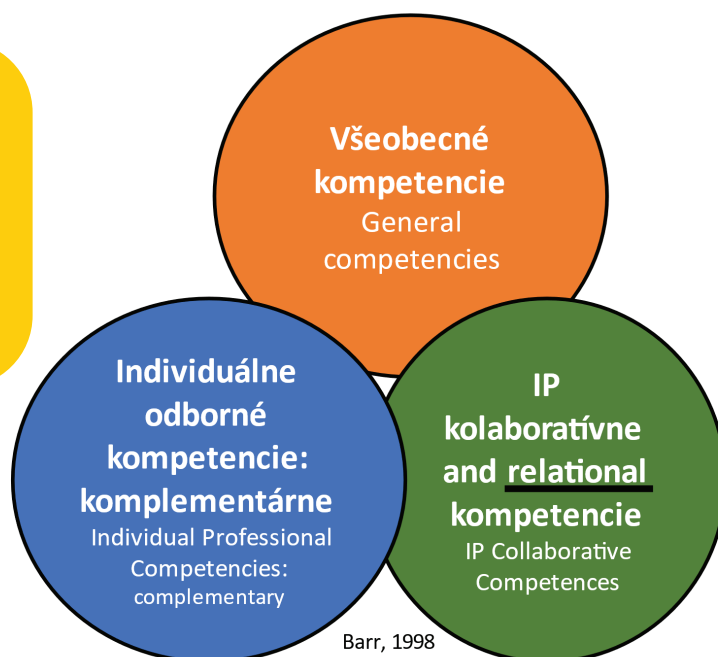 Všeobecné
kompetencie
General
competencies
Individuálne
odborné
kompetencie:
komplementárne
Individual Professional
Competencies:
complementary
IP
kolaboratívne
and relational
kompetencie
IP Collaborative
Competences
Barr, 1998